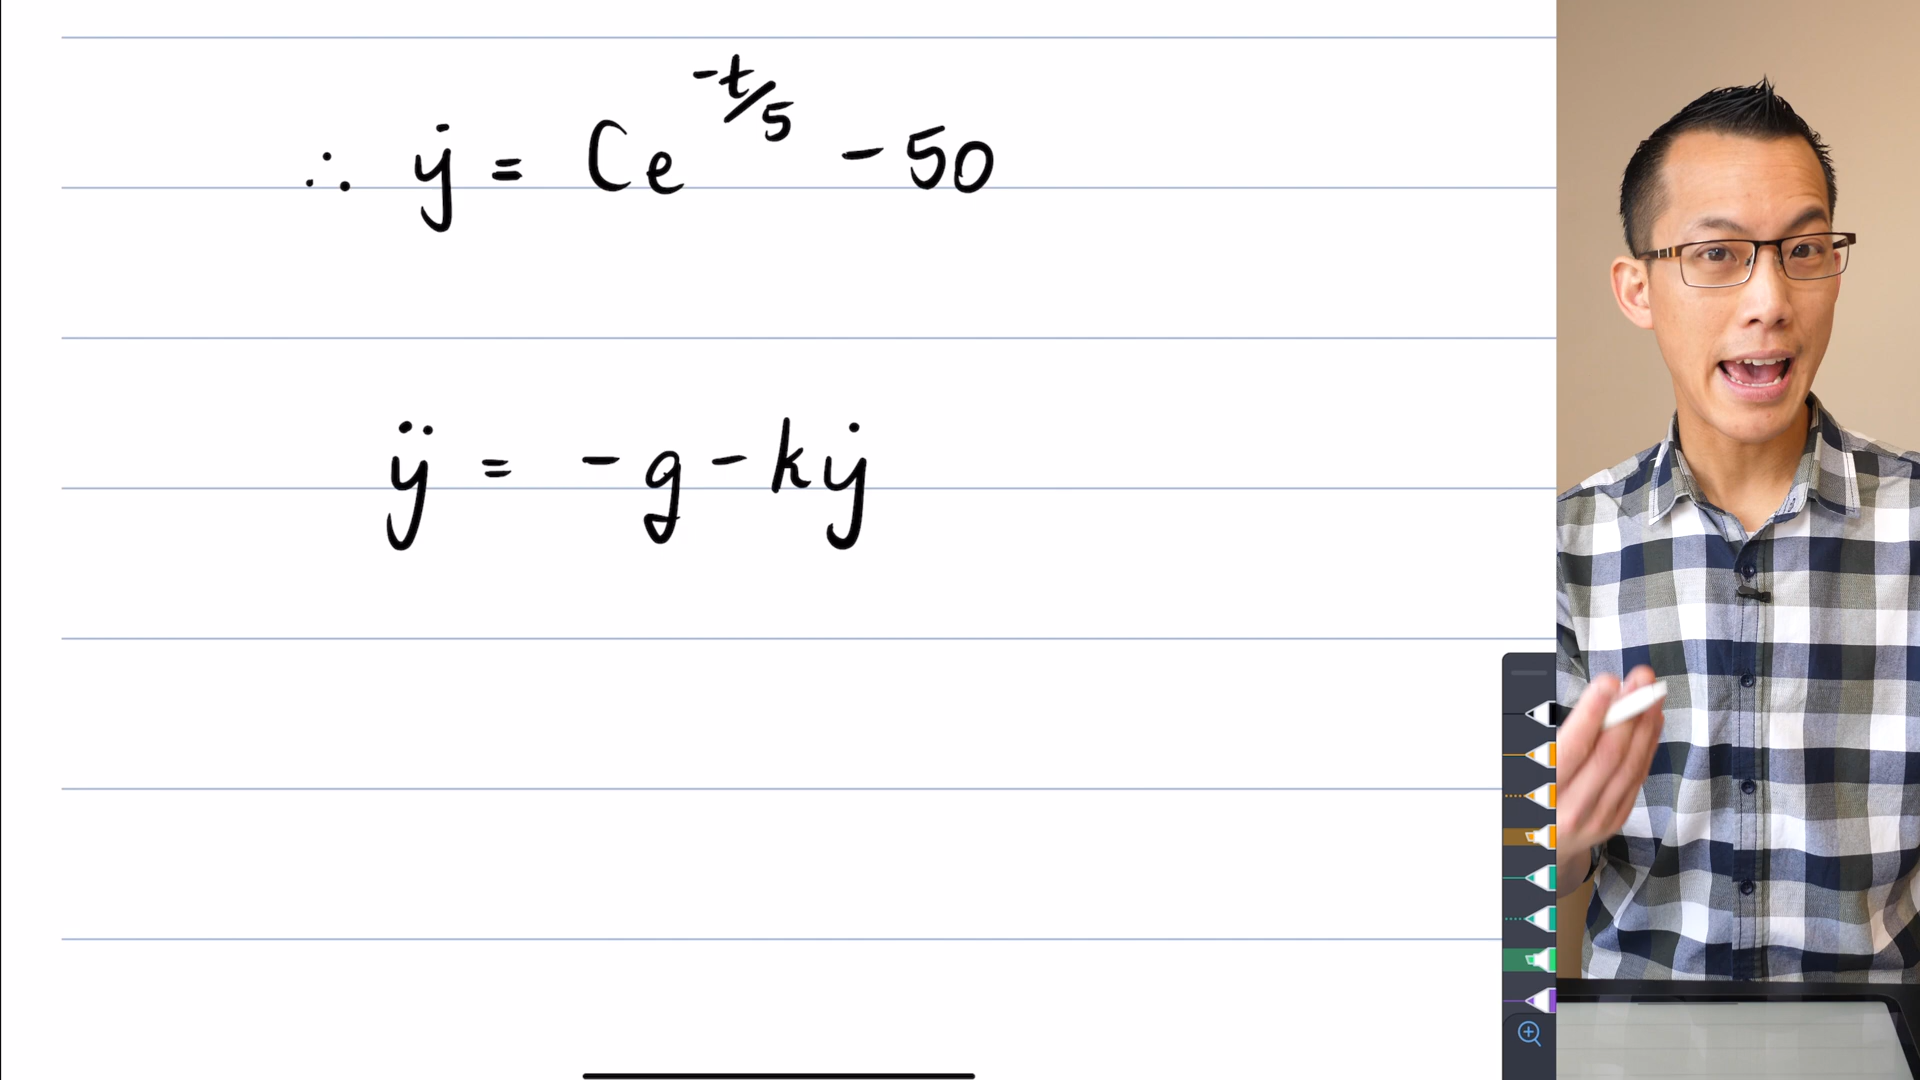 ∴ ẏ = Ce^{-t/5} - 50
ÿ = -g - kẏ